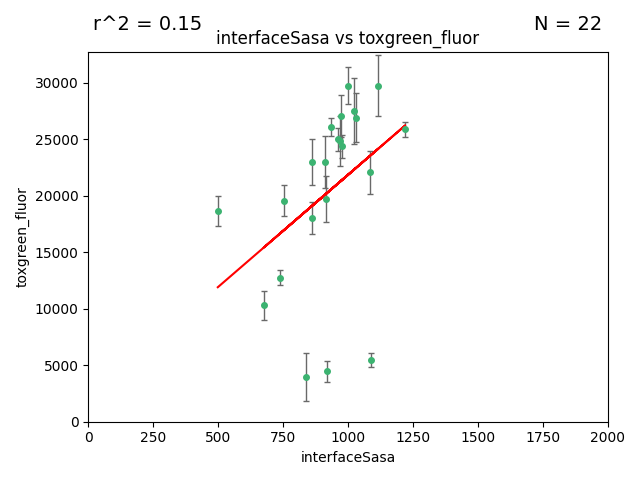 r^2 = 0.15
N = 22
interfaceSasa vs toxgreen_fluor
30000
25000
20000
15000
10000
5000
0
toxgreen_fluor
0 250 500 750 1000 1250 1500 1750 2000
interfaceSasa